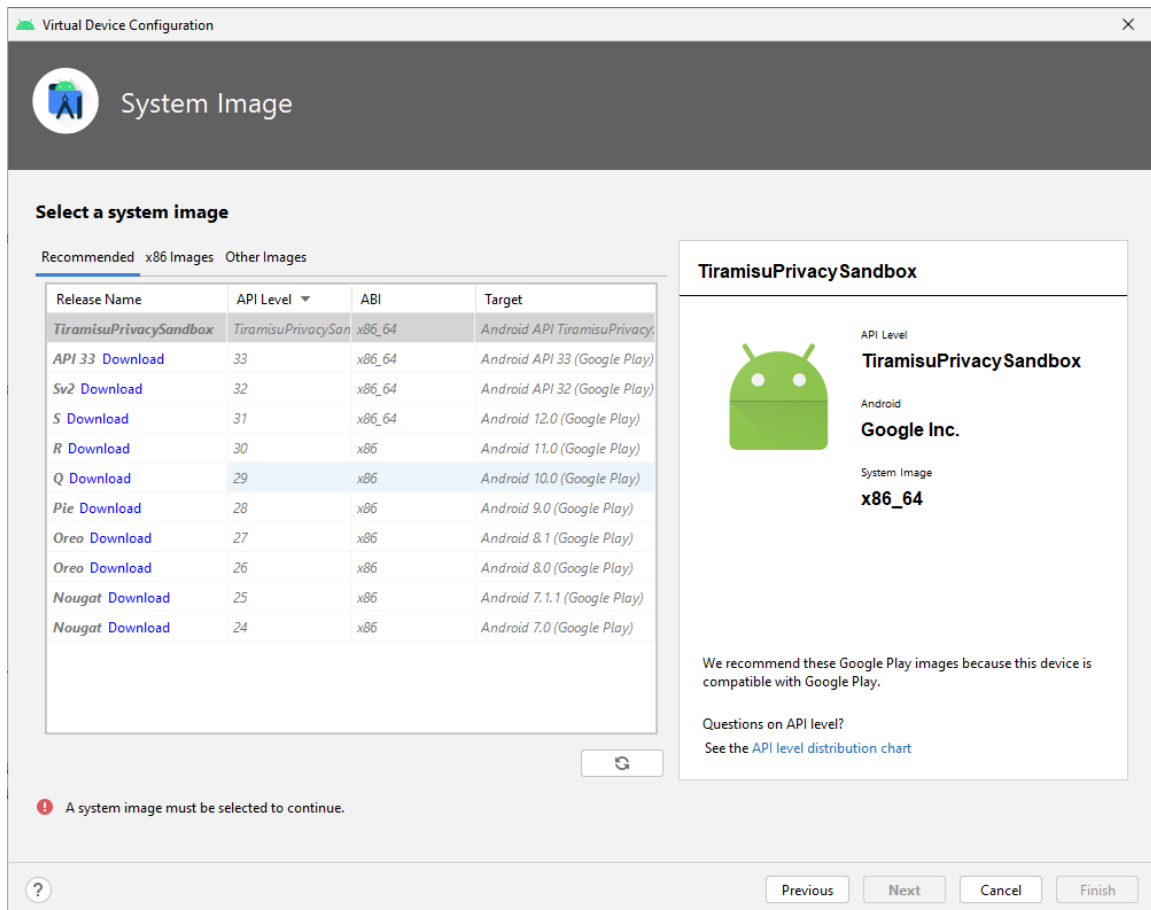 Virtual Device Configuration
System Image
Select a system image
Recommended x86 Images Other Images
Release Name API Level ABI Target
TiramisuPrivacySandbox TiramisuPrivacySan x86_64 Android API TiramisuPrivacyS
API 33 Download 33 x86_64 Android API 33 (Google Play)
Sv2 Download 32 x86_64 Android API 32 (Google Play)
S Download 31 x86_64 Android 12.0 (Google Play)
R Download 30 x86 Android 11.0 (Google Play)
Q Download 29 x86 Android 10.0 (Google Play)
Pie Download 28 x86 Android 9.0 (Google Play)
Oreo Download 27 x86 Android 8.1 (Google Play)
Oreo Download 26 x86 Android 8.0 (Google Play)
Nougat Download 25 x86 Android 7.1.1 (Google Play)
Nougat Download 24 x86 Android 7.0 (Google Play)
TiramisuPrivacySandbox
API Level
TiramisuPrivacySandbox
Android
Google Inc.
System Image
x86_64
We recommend these Google Play images because this device is
compatible with Google Play.
Questions on API level?
See the API level distribution chart
A system image must be selected to continue.
? Previous Next Cancel Finish